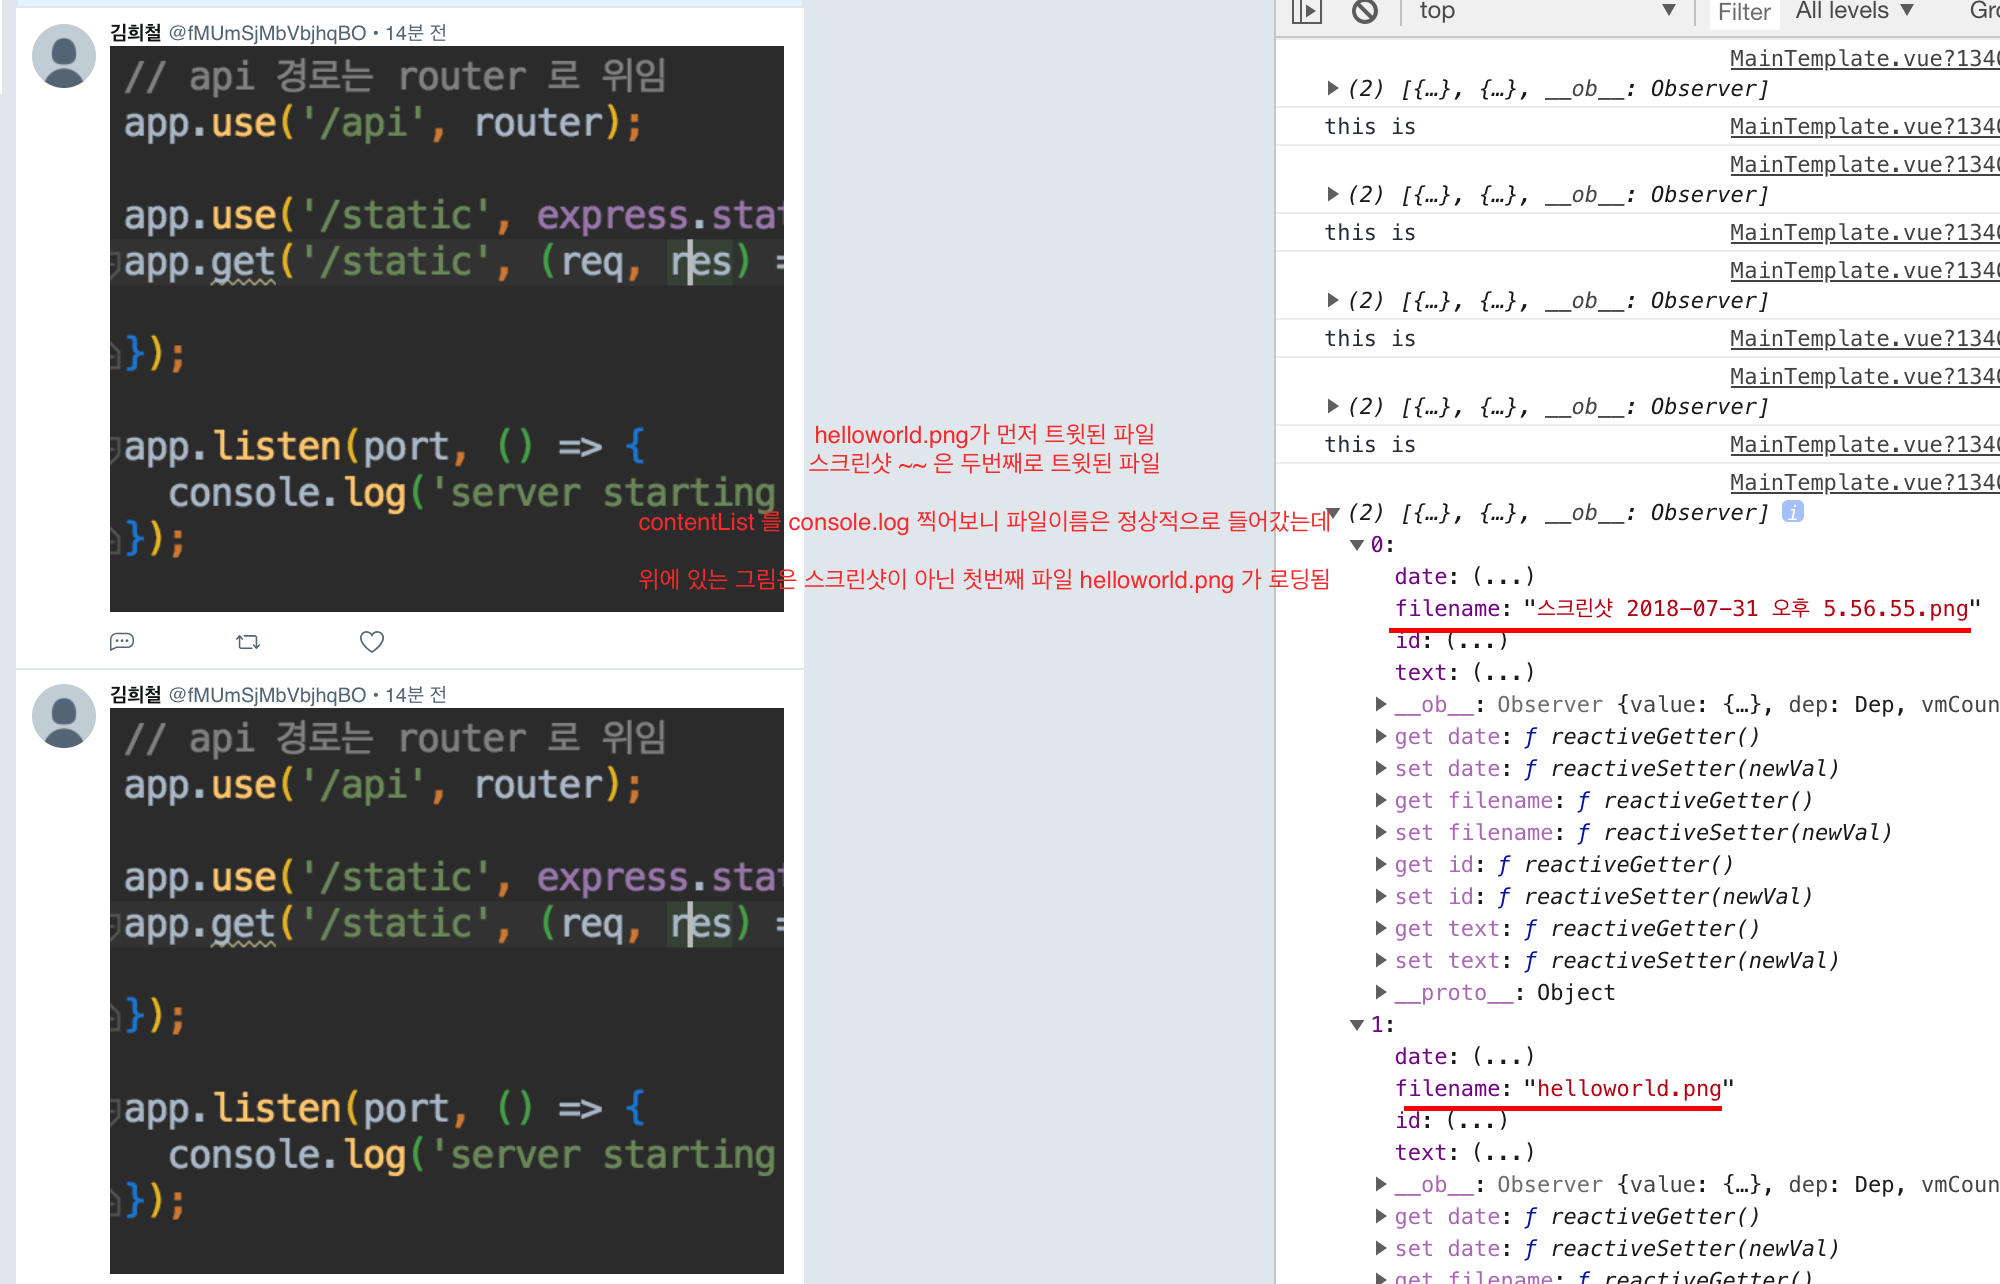 김희철 @fMUmSjMbVbjhqBO • 14분 전
// api 경로는 router 로 위임
app.use('/api', router);
app.use('/static', express.stat
app.get('/static', (req, res) =
});
app.listen(port, () => {
console.log('server starting
});
김희철 @fMUmSjMbVbjhqBO • 14분 전
// api 경로는 router 로 위임
app.use('/api', router);
app.use('/static', express.stat
app.get('/static', (req, res) =
});
app.listen(port, () => {
console.log('server starting
});
helloworld.png가 먼저 트윗된 파일
스크린샷 ~~ 은 두번째로 트윗된 파일
contentList 를 console.log 찍어보니 파일이름은 정상적으로 들어갔는데
위에 있는 그림은 스크린샷이 아닌 첫번째 파일 helloworld.png 가 로딩됨
top Filter All levels Gro
MainTemplate.vue?1340
(2) [{…}, {…}, __ob__: Observer]
this is MainTemplate.vue?1340
MainTemplate.vue?1340
(2) [{…}, {…}, __ob__: Observer]
this is MainTemplate.vue?1340
MainTemplate.vue?1340
(2) [{…}, {…}, __ob__: Observer]
this is MainTemplate.vue?1340
MainTemplate.vue?1340
(2) [{…}, {…}, __ob__: Observer]
this is MainTemplate.vue?1340
MainTemplate.vue?1340
(2) [{…}, {…}, __ob__: Observer] i
0:
date: (...)
filename: "스크린샷 2018-07-31 오후 5.56.55.png"
id: (...)
text: (...)
__ob__: Observer {value: {…}, dep: Dep, vmCoun
get date: ƒ reactiveGetter()
set date: ƒ reactiveSetter(newVal)
get filename: ƒ reactiveGetter()
set filename: ƒ reactiveSetter(newVal)
get id: ƒ reactiveGetter()
set id: ƒ reactiveSetter(newVal)
get text: ƒ reactiveGetter()
set text: ƒ reactiveSetter(newVal)
__proto__: Object
1:
date: (...)
filename: "helloworld.png"
id: (...)
text: (...)
__ob__: Observer {value: {…}, dep: Dep, vmCoun
get date: ƒ reactiveGetter()
set date: ƒ reactiveSetter(newVal)
get filename: ƒ reactiveGetter()